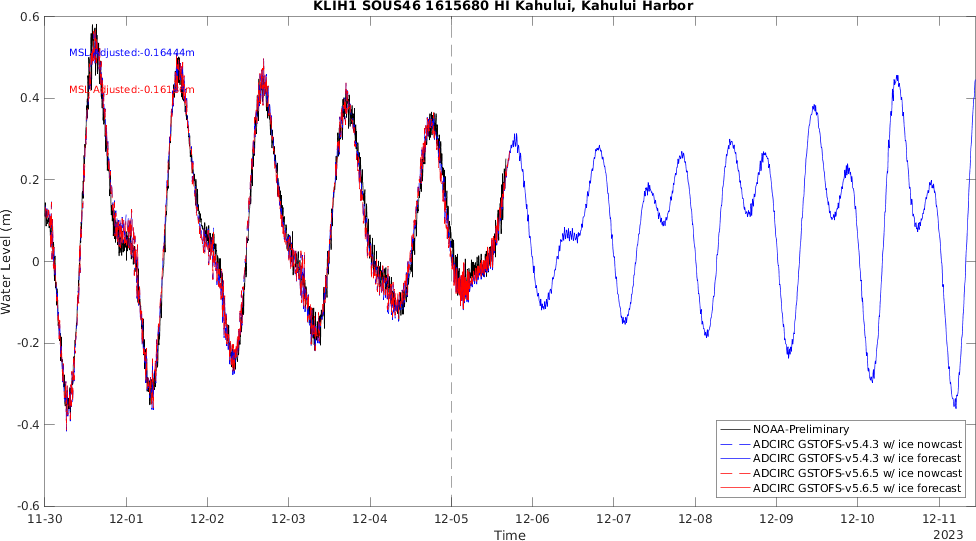 KLIH1 SOUS46 1615680 HI Kahului, Kahului Harbor
0.6
0.4
0.2
0
-0.2
-0.4
-0.6
Water Level (m)
MSL Adjusted:-0.16444m
MSL Adjusted:
NOAA-Preliminary
ADCIRC GSTOFS-v5.4.3 w/ ice nowcast
ADCIRC GSTOFS-v5.4.3 w/ ice forecast
ADCIRC GSTOFS-v5.6.5 w/ ice nowcast
ADCIRC GSTOFS-v5.6.5 w/ ice forecast
11-30 12-01 12-02 12-03 12-04 12-05 12-06 12-07 12-08 12-09 12-10 12-11
Time
2023